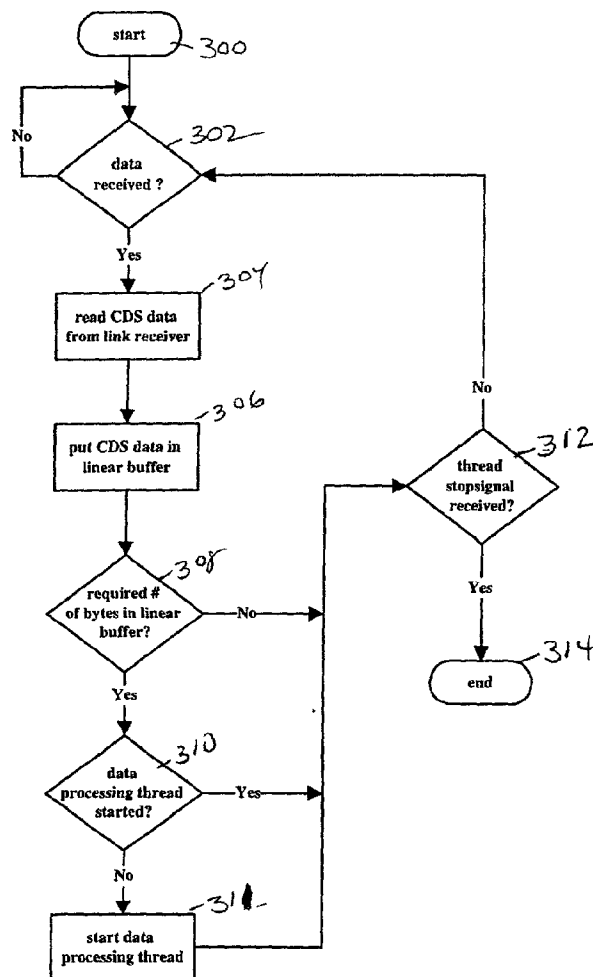 start
300
No
302
data
received ?
Yes
304
read CDS data
from link receiver
306
put CDS data in
linear buffer
308
required #
of bytes in linear
buffer?
No
Yes
310
data
processing thread
started?
Yes
No
311
start data
processing thread
No
312
thread
stopsignal
received?
Yes
314
end